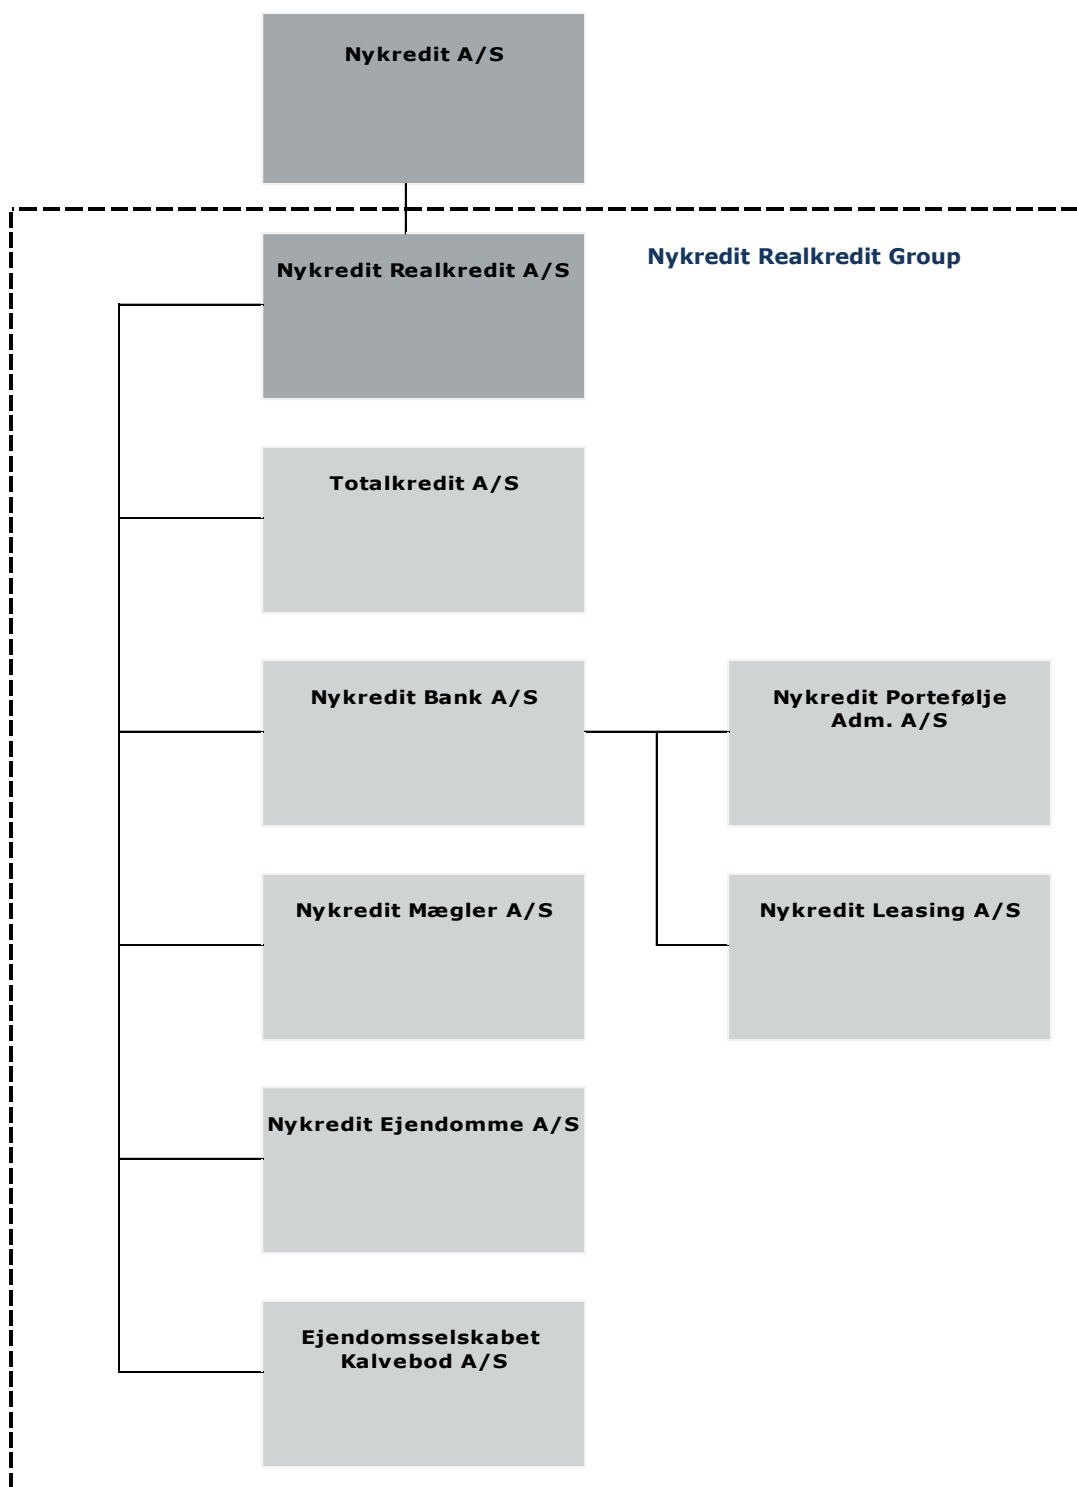 Nykredit A/S
Nykredit Realkredit A/S
Nykredit Realkredit Group
Totalkredit A/S
Nykredit Bank A/S
Nykredit Portefølje
Adm. A/S
Nykredit Mægler A/S
Nykredit Leasing A/S
Nykredit Ejendomme A/S
Ejendomsselskabet
Kalvebod A/S